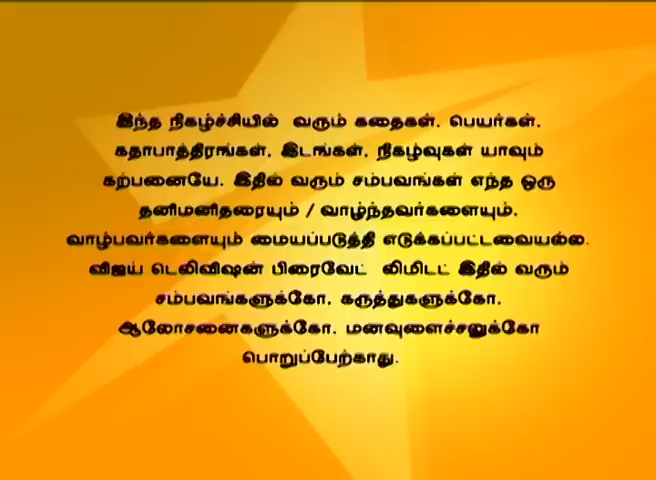 இந்த நிகழ்ச்சியில் வரும் கதைகள், பெயர்கள்,
கதாபாத்திரங்கள், இடங்கள், நிகழ்வுகள் யாவும்
கற்பனையே. இதில் வரும் சம்பவங்கள் எந்த ஒரு
தனிமனிதரையும் / வாழ்ந்தவர்களையும்,
வாழ்பவர்களையும் மையப்படுத்தி எடுக்கப்பட்டவையல்ல.
விஜய் டெலிவிஷன் பிரைவேட் லிமிடட் இதில் வரும்
சம்பவங்களுக்கோ, கருத்துகளுக்கோ,
ஆலோசனைகளுக்கோ, மனவுளைச்சலுக்கோ
பொறுப்பேற்காது.